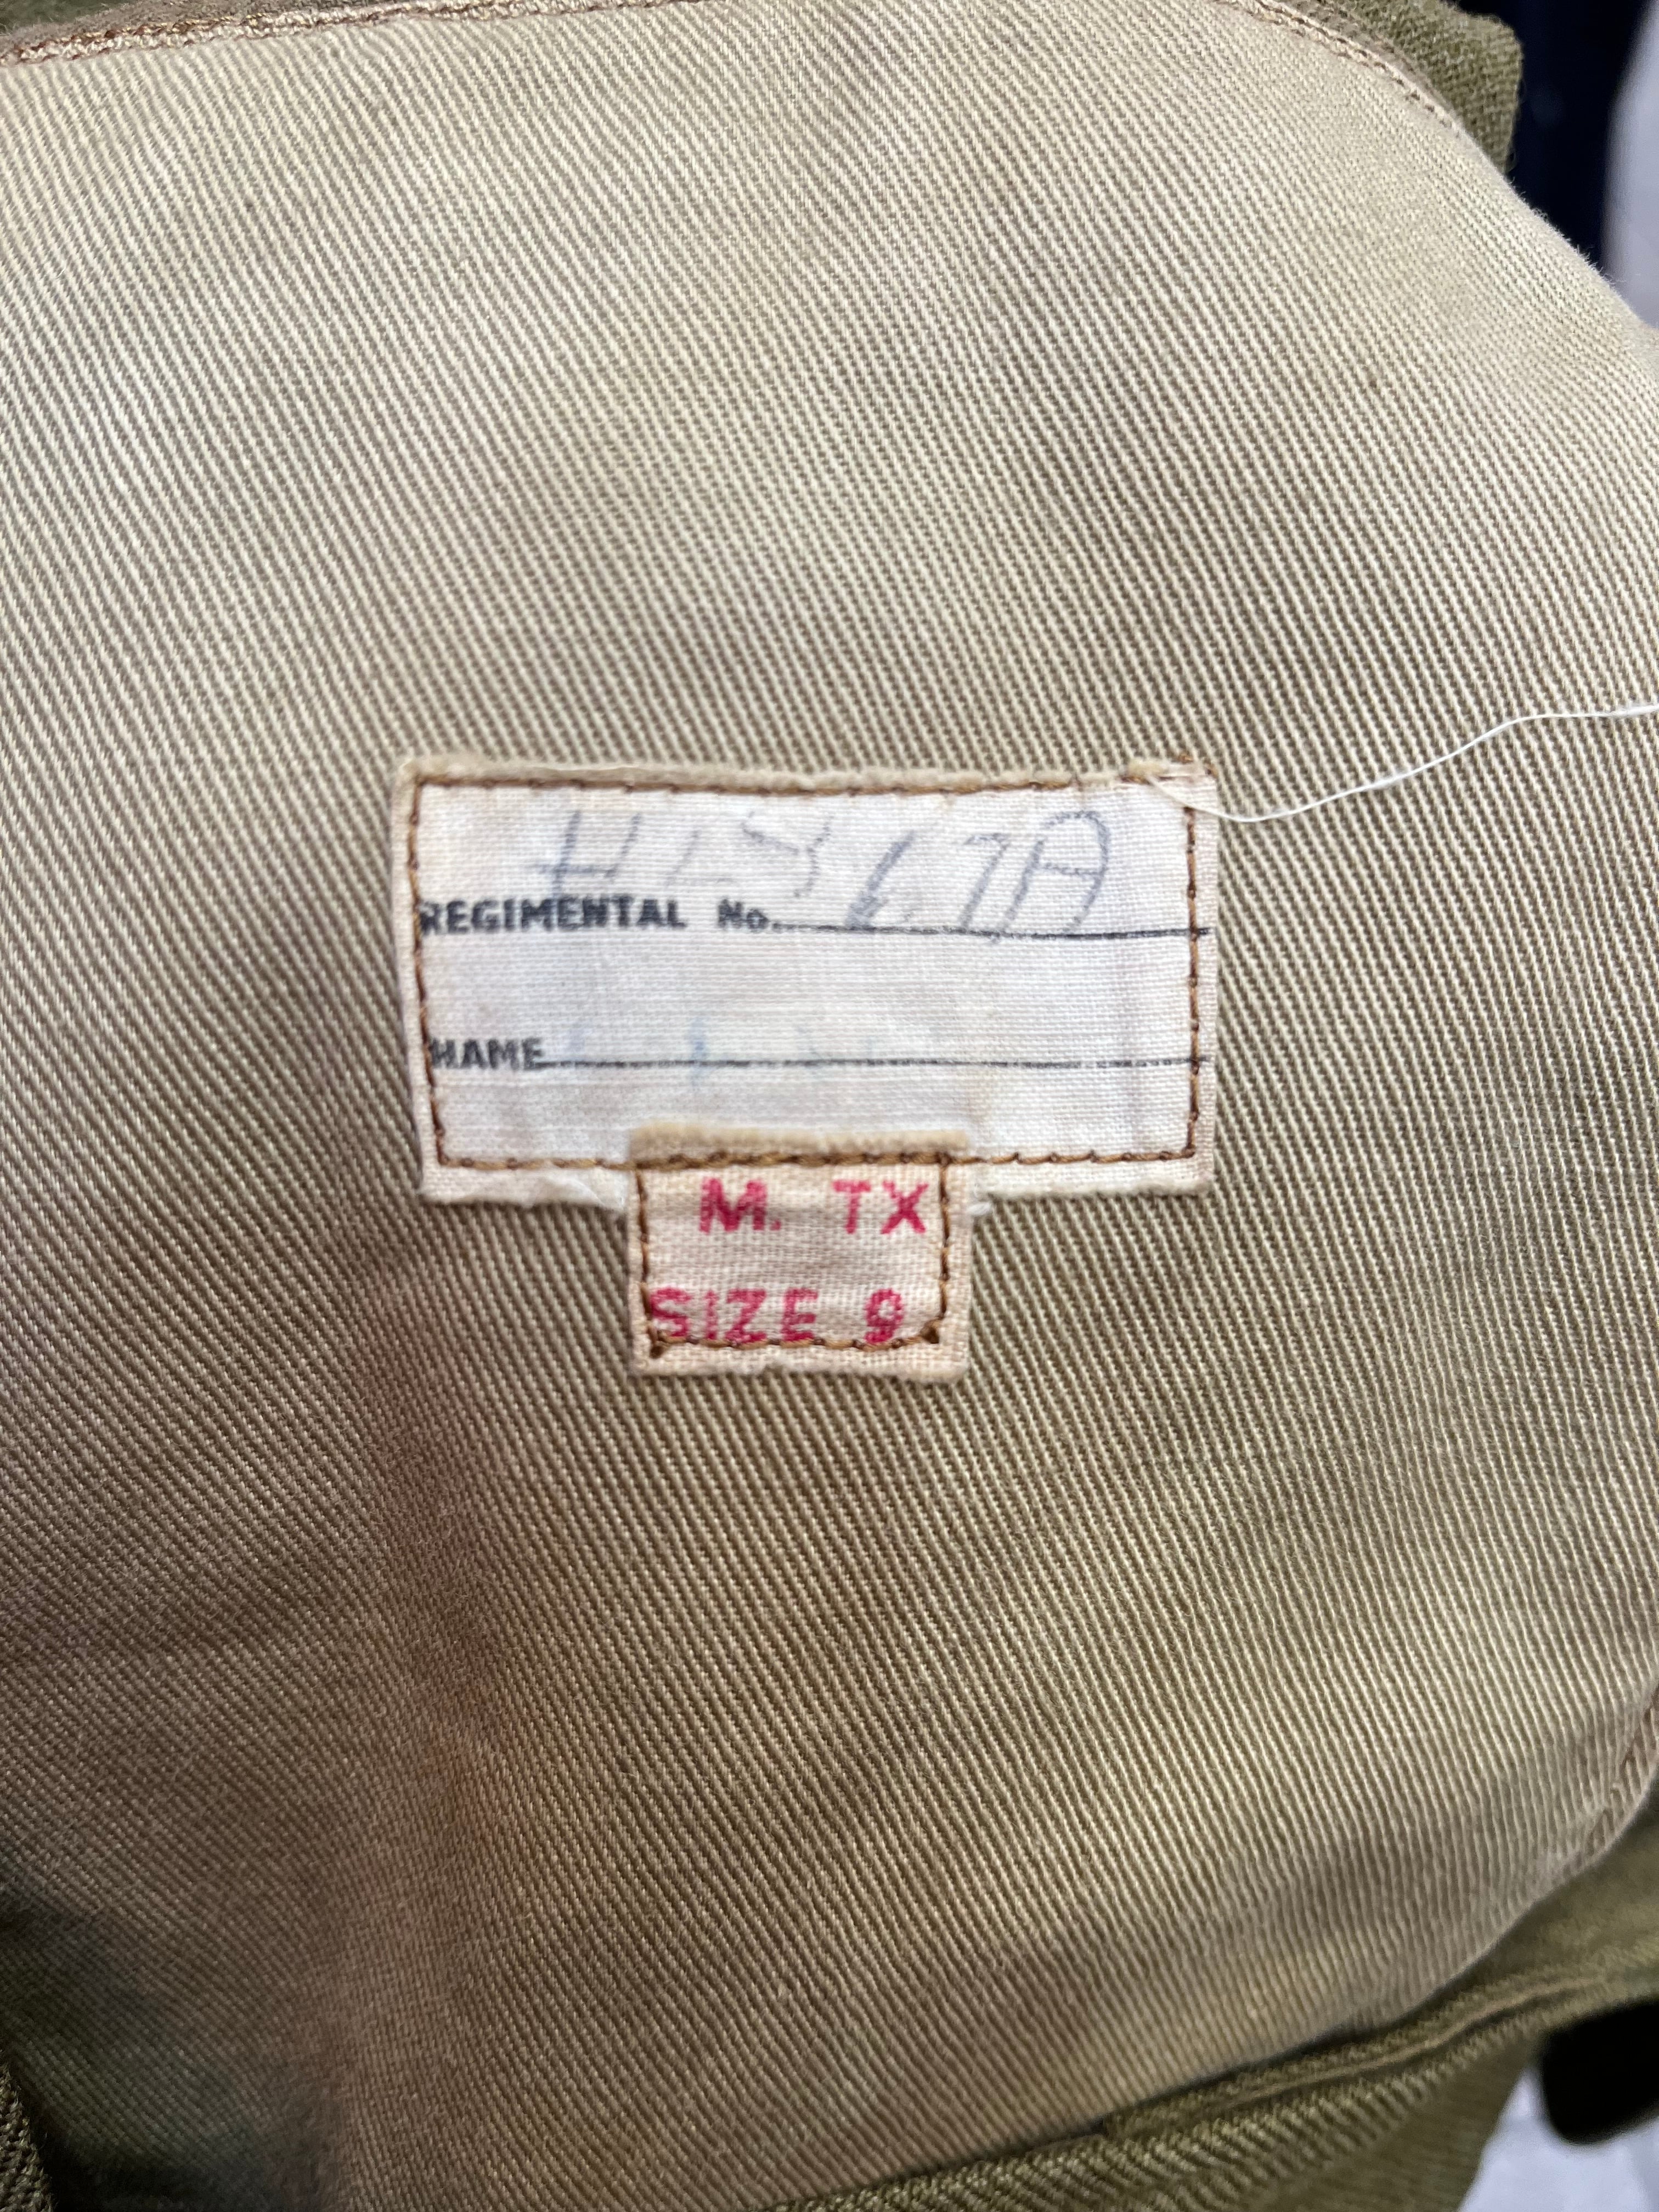 REGIMENTAL No.
NAME
M. TX
SIZE 9